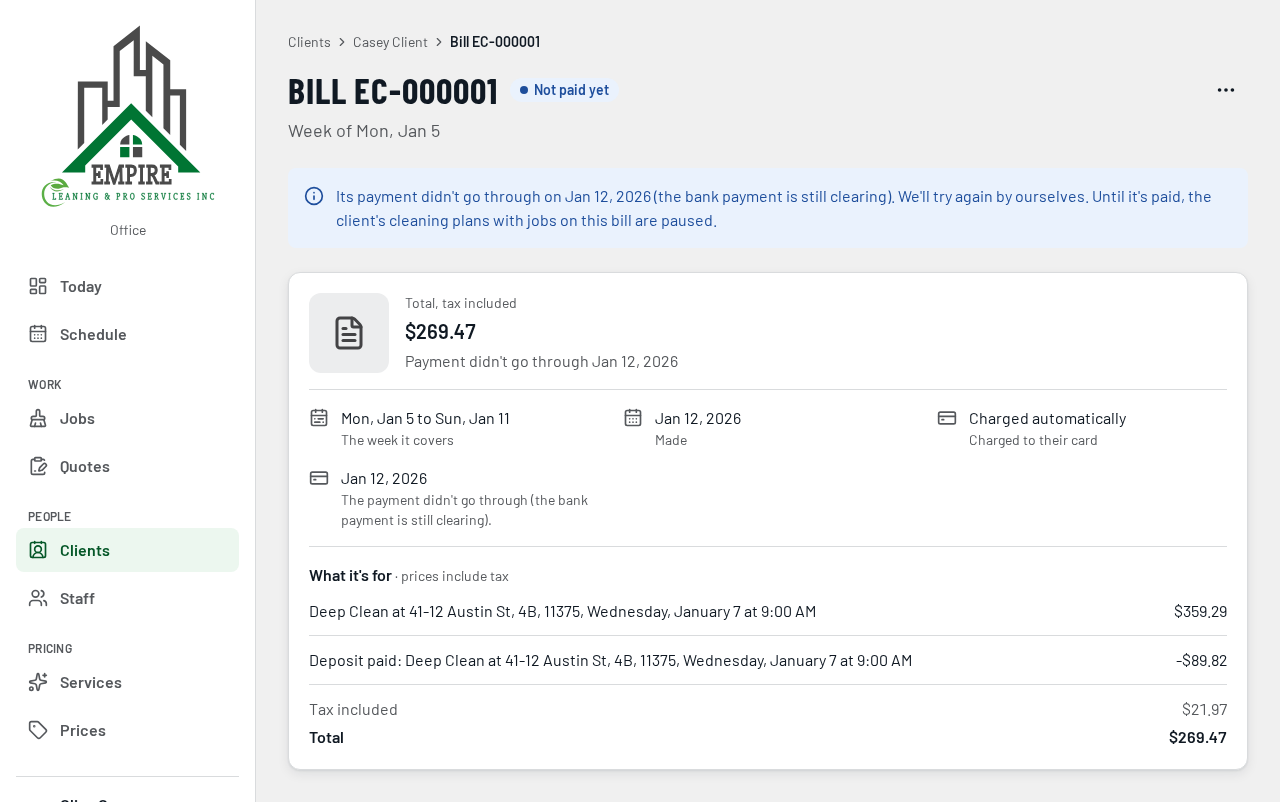 EMPIRE
LEANING & PRO SERVICES INC
Office
Today
Schedule
WORK
Jobs
Quotes
PEOPLE
Clients
Staff
PRICING
Services
Prices
Clients > Casey Client > Bill EC-000001
BILL EC-000001
Not paid yet
Week of Mon, Jan 5
Its payment didn't go through on Jan 12, 2026 (the bank payment is still clearing). We'll try again by ourselves. Until it's paid, the
client's cleaning plans with jobs on this bill are paused.
Total, tax included
$269.47
Payment didn't go through Jan 12, 2026
Mon, Jan 5 to Sun, Jan 11
The week it covers
Jan 12, 2026
Made
Charged automatically
Charged to their card
Jan 12, 2026
The payment didn't go through (the bank
payment is still clearing).
What it's for · prices include tax
Deep Clean at 41-12 Austin St, 4B, 11375, Wednesday, January 7 at 9:00 AM $359.29
Deposit paid: Deep Clean at 41-12 Austin St, 4B, 11375, Wednesday, January 7 at 9:00 AM -$89.82
Tax included $21.97
Total $269.47